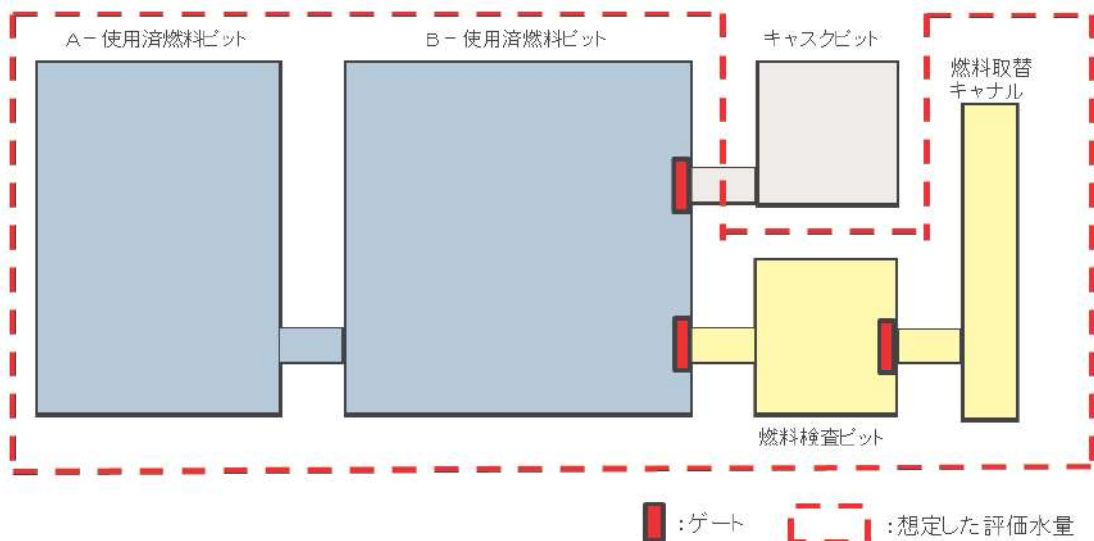 A-使用済燃料ピット
B-使用済燃料ピット
キャスクピット
燃料取替
キャナル
燃料検査ピット
:ゲート
:想定した評価水量